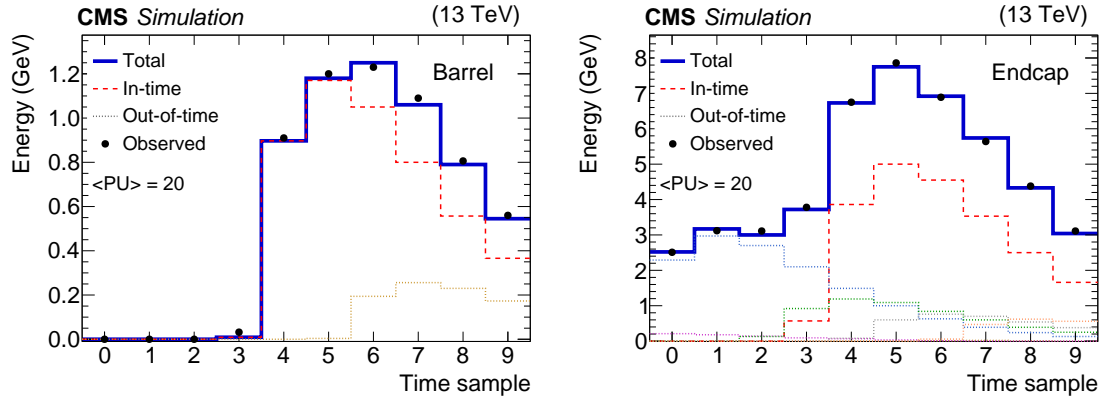 CMS Simulation (13 TeV)
Energy (GeV)
1.2
1.0
0.8
0.6
0.4
0.2
0.0
Total
In-time
Out-of-time
Observed
<PU> = 20
Barrel
0 1 2 3 4 5 6 7 8 9
Time sample
CMS Simulation (13 TeV)
Energy (GeV)
8
7
6
5
4
3
2
1
0
Total
In-time
Out-of-time
Observed
<PU> = 20
Endcap
0 1 2 3 4 5 6 7 8 9
Time sample